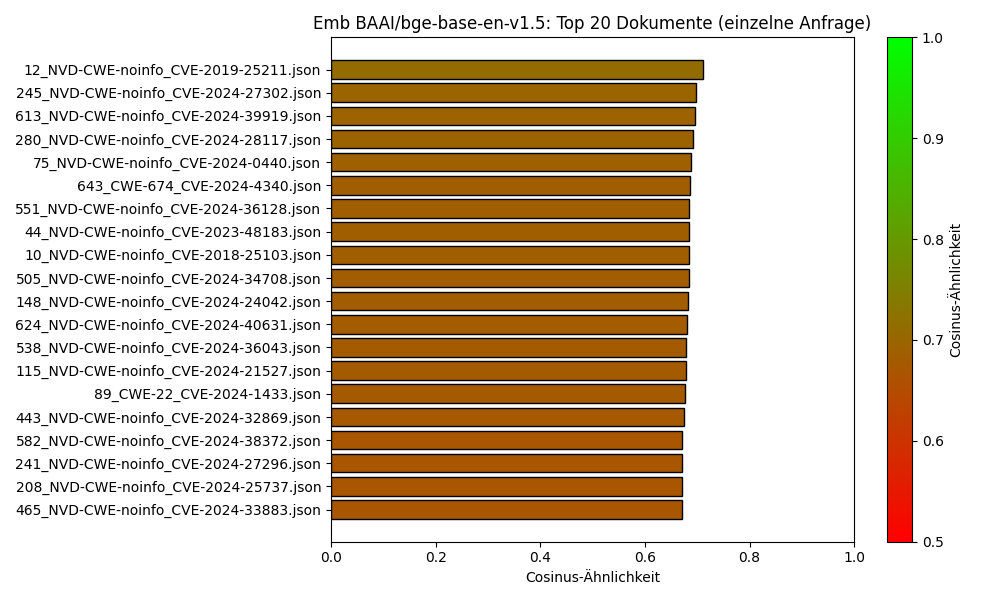 Emb BAAI/bge-base-en-v1.5: Top 20 Dokumente (einzelne Anfrage)
12_NVD-CWE-noinfo_CVE-2019-25211.json
245_NVD-CWE-noinfo_CVE-2024-27302.json
613_NVD-CWE-noinfo_CVE-2024-39919.json
280_NVD-CWE-noinfo_CVE-2024-28117.json
75_NVD-CWE-noinfo_CVE-2024-0440.json
643_CWE-674_CVE-2024-4340.json
551_NVD-CWE-noinfo_CVE-2024-36128.json
44_NVD-CWE-noinfo_CVE-2023-48183.json
10_NVD-CWE-noinfo_CVE-2018-25103.json
505_NVD-CWE-noinfo_CVE-2024-34708.json
148_NVD-CWE-noinfo_CVE-2024-24042.json
624_NVD-CWE-noinfo_CVE-2024-40631.json
538_NVD-CWE-noinfo_CVE-2024-36043.json
115_NVD-CWE-noinfo_CVE-2024-21527.json
89_CWE-22_CVE-2024-1433.json
443_NVD-CWE-noinfo_CVE-2024-32869.json
582_NVD-CWE-noinfo_CVE-2024-38372.json
241_NVD-CWE-noinfo_CVE-2024-27296.json
208_NVD-CWE-noinfo_CVE-2024-25737.json
465_NVD-CWE-noinfo_CVE-2024-33883.json
0.0 0.2 0.4 0.6 0.8 1.0
Cosinus-Ähnlichkeit
1.0
0.9
0.8
0.7
0.6
0.5
Cosinus-Ähnlichkeit